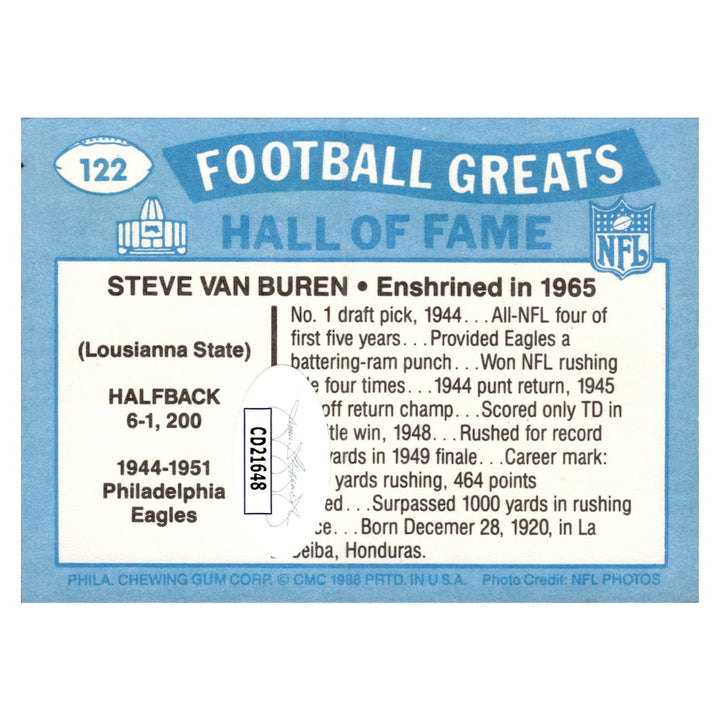 122
FOOTBALL GREATS
HALL OF FAME
NFL
STEVE VAN BUREN • Enshrined in 1965
(Lousianna State)
HALFBACK
6-1, 200
1944-1951
Philadelphia
Eagles
No. 1 draft pick, 1944. . .All-NFL four of
first five years. . .Provided Eagles a
battering-ram punch. . .Won NFL rushing
four times. . .1944 punt return, 1945
off return champ. . .Scored only TD in
win, 1948. . .Rushed for record
yards in 1949 finale. . .Career mark:
yards rushing, 464 points
. . .Surpassed 1000 yards in rushing
. . .Born Decemer 28, 1920, in La
eiba, Honduras.
CD21648
PHILA. CHEWING GUM CORP. © CMC 1988 PRTD. IN U.S.A. Photo Credit: NFL PHOTOS